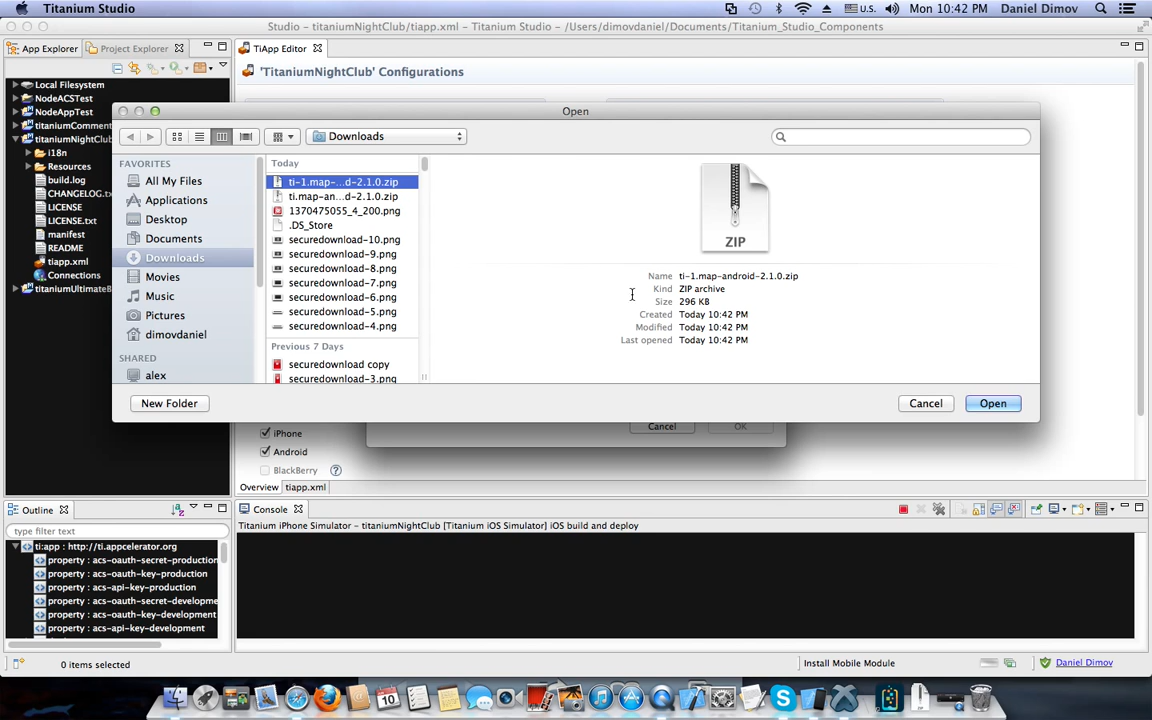 Titanium Studio
U.S.
Mon 10:42 PM
Daniel Dimov
Studio - titaniumNightClub/tiapp.xml - Titanium Studio - /Users/dimovdaniel/Documents/Titanium_Studio_Components
App Explorer
Project Explorer
TiApp Editor
'TitaniumNightClub' Configurations
Local Filesystem
NodeACSTest
NodeAppTest
titaniumComment
titaniumNightClub
i18n
Resources
build.log
CHANGELOG.tx
LICENSE
LICENSE.txt
manifest
README
tiapp.xml
Connections
titaniumUltimateB
Open
Downloads
FAVORITES
All My Files
Applications
Desktop
Documents
Downloads
Movies
Music
Pictures
dimovdaniel
SHARED
alex
Today
ti-1.map-...d-2.1.0.zip
ti.map-an...d-2.1.0.zip
1370475055_4_200.png
.DS_Store
securedownload-10.png
securedownload-9.png
securedownload-8.png
securedownload-7.png
securedownload-6.png
securedownload-5.png
securedownload-4.png
Previous 7 Days
securedownload copy
securedownload-3.png
ZIP
Name ti-1.map-android-2.1.0.zip
Kind ZIP archive
Size 296 KB
Created Today 10:42 PM
Modified Today 10:42 PM
Last opened Today 10:42 PM
New Folder
Cancel
Open
Cancel
OK
iPhone
Android
BlackBerry
Overview
tiapp.xml
Outline
type filter text
ti:app : http://ti.appcelerator.org
property : acs-oauth-secret-production
property : acs-oauth-key-production
property : acs-api-key-production
property : acs-oauth-secret-developme
property : acs-oauth-key-development
property : acs-api-key-development
Console
Titanium iPhone Simulator - titaniumNightClub [Titanium iOS Simulator] iOS build and deploy
0 items selected
Install Mobile Module
Daniel Dimov
10